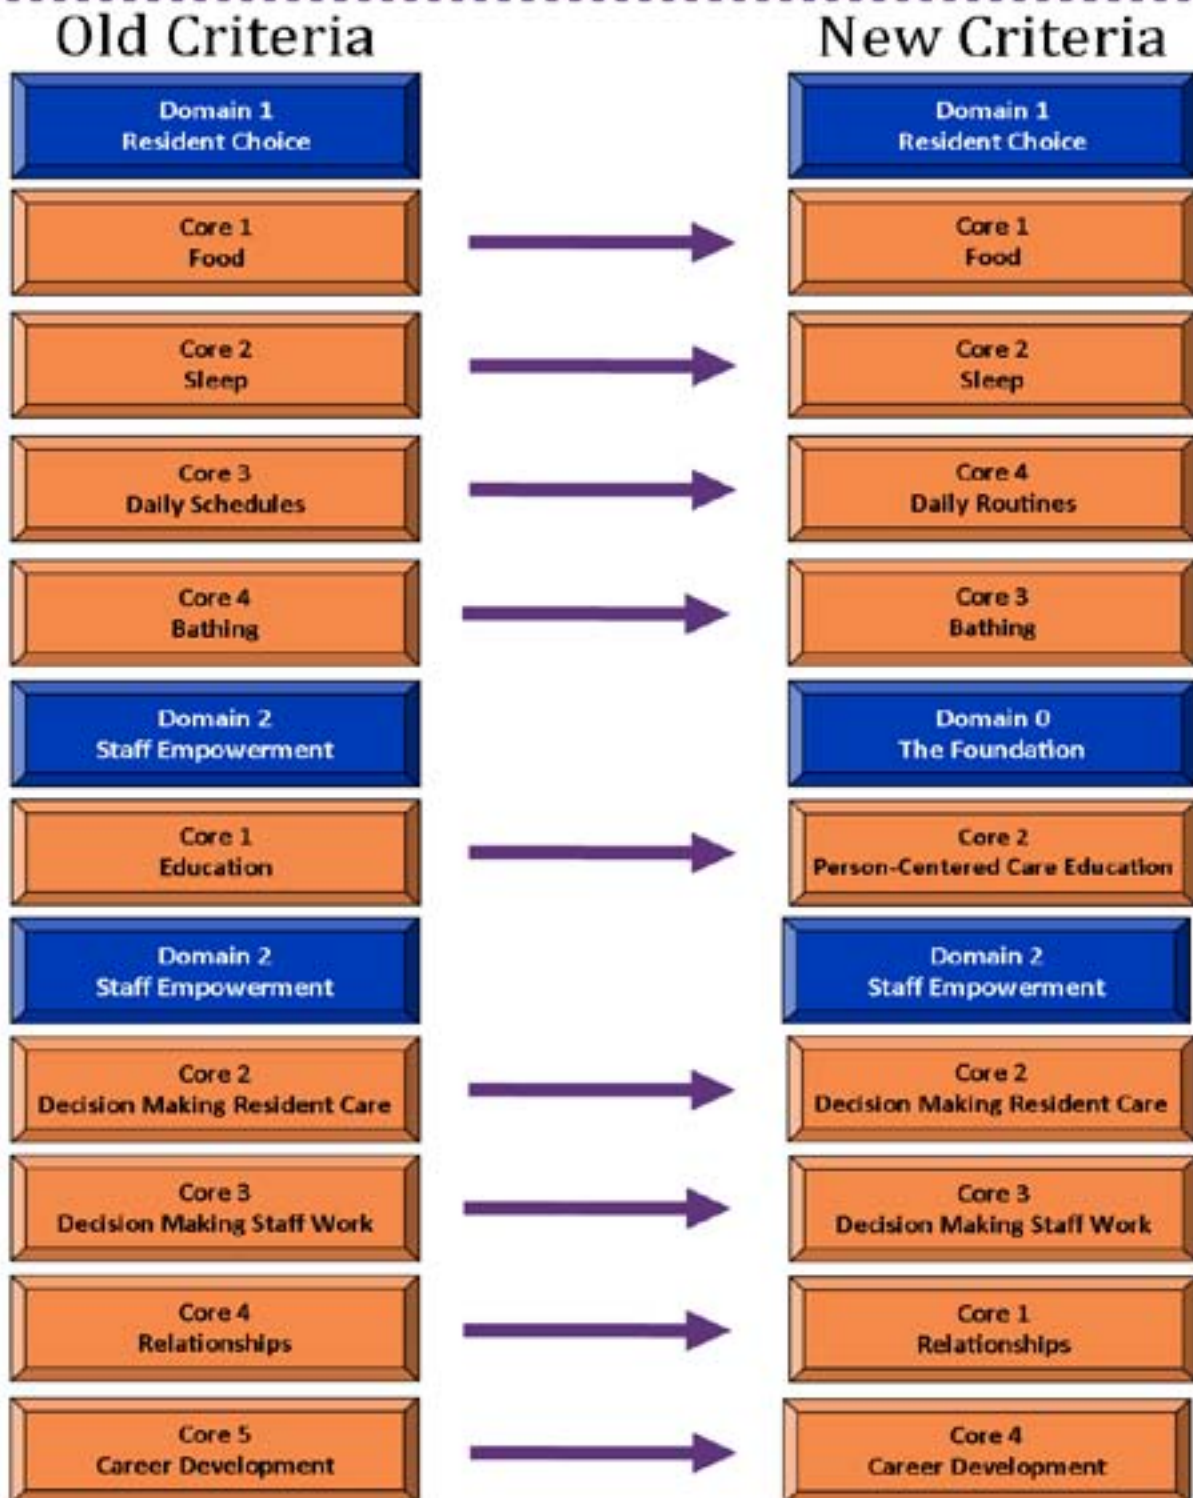 Old Criteria
New Criteria
Domain 1
Resident Choice
Domain 1
Resident Choice
Core 1
Food
Core 1
Food
Core 2
Sleep
Core 2
Sleep
Core 3
Daily Schedules
Core 4
Daily Routines
Core 4
Bathing
Core 3
Bathing
Domain 2
Staff Empowerment
Domain 0
The Foundation
Core 1
Education
Core 2
Person-Centered Care Education
Domain 2
Staff Empowerment
Domain 2
Staff Empowerment
Core 2
Decision Making Resident Care
Core 2
Decision Making Resident Care
Core 3
Decision Making Staff Work
Core 3
Decision Making Staff Work
Core 4
Relationships
Core 1
Relationships
Core 5
Career Development
Core 4
Career Development